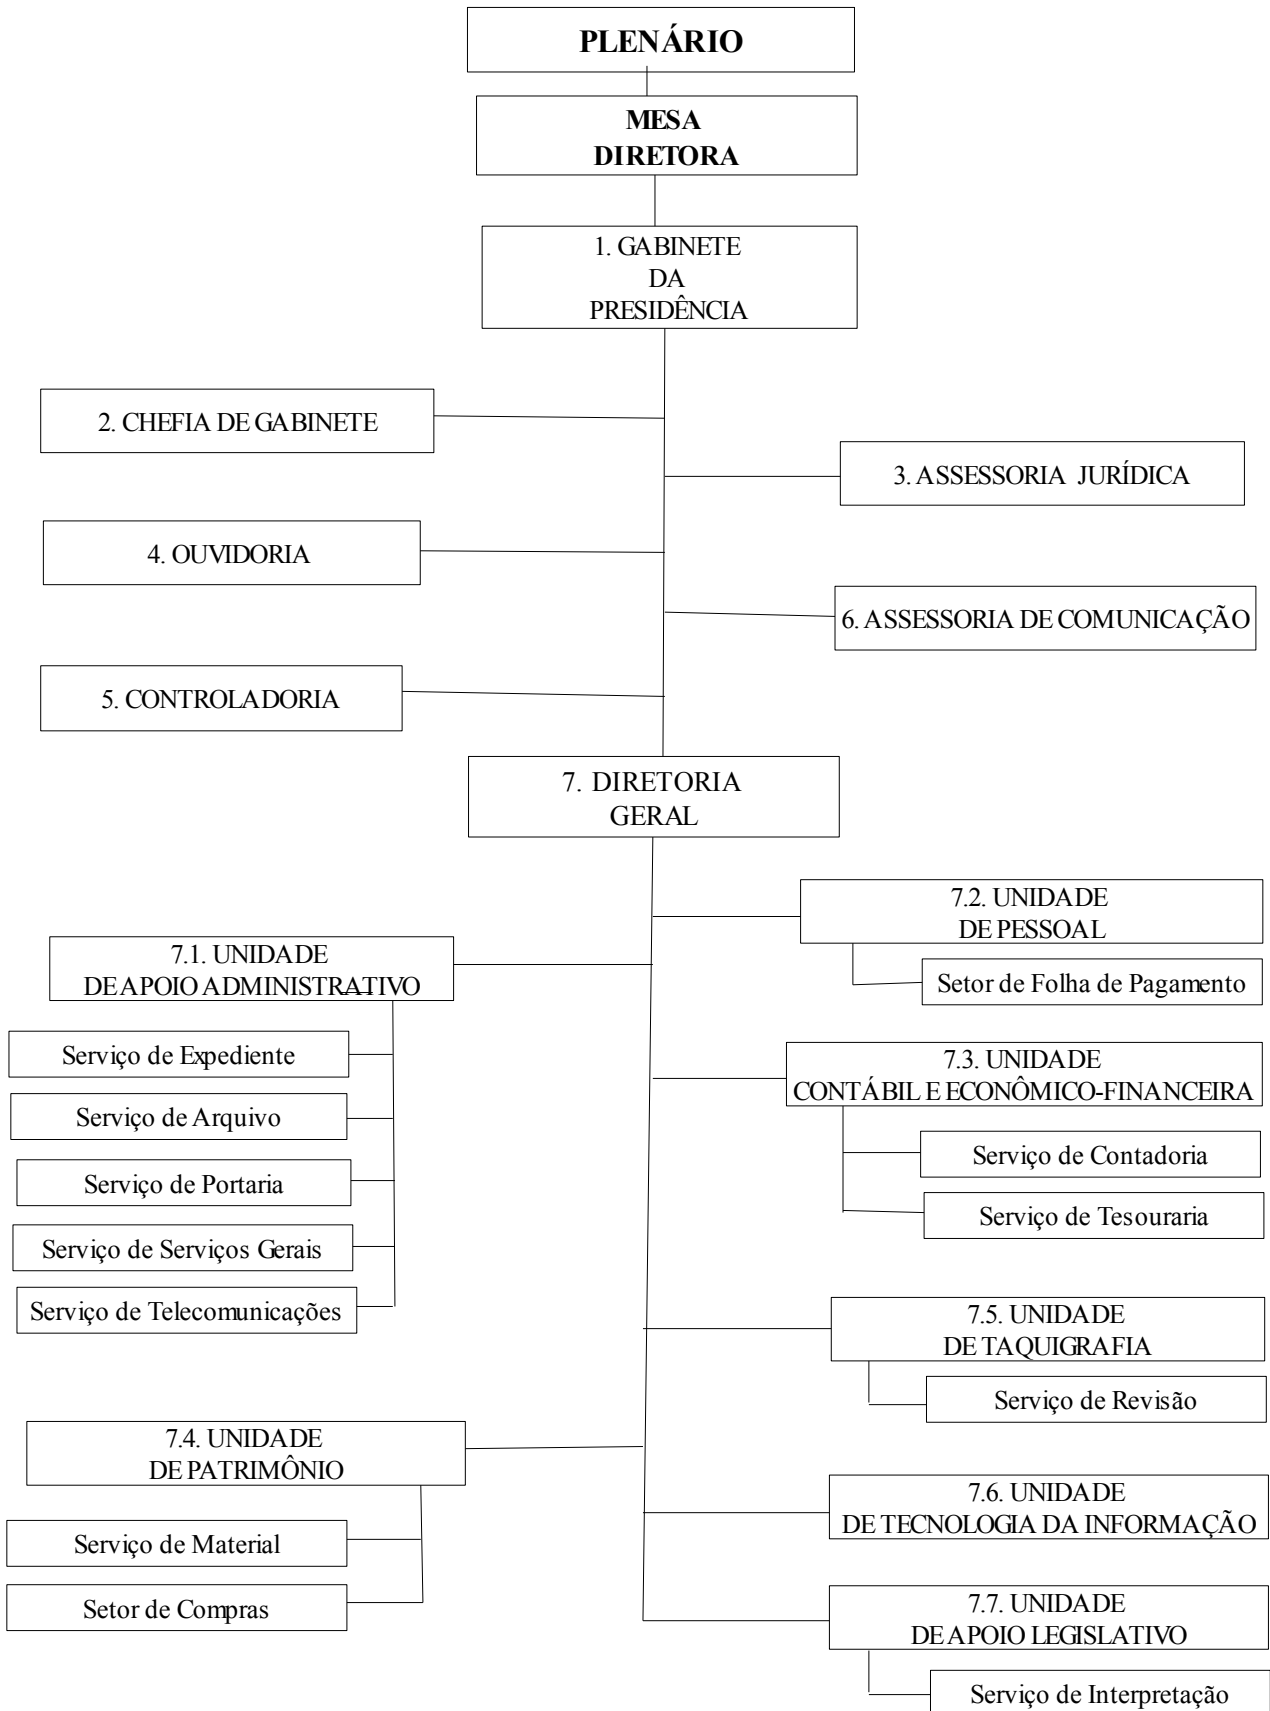 PLENÁRIO
MESA
DIRETORA
1. GABINETE
DA
PRESIDÊNCIA
2. CHEFIA DE GABINETE
3. ASSESSORIA JURÍDICA
4. OUVIDORIA
6. ASSESSORIA DE COMUNICAÇÃO
5. CONTROLADORIA
7. DIRETORIA
GERAL
7.2. UNIDADE
DE PESSOAL
Setor de Folha de Pagamento
7.1. UNIDADE
DE APOIO ADMINISTRATIVO
Serviço de Expediente
Serviço de Arquivo
Serviço de Portaria
Serviço de Serviços Gerais
Serviço de Telecomunicações
7.3. UNIDADE
CONTÁBIL E ECONÔMICO-FINANCEIRA
Serviço de Contadoria
Serviço de Tesouraria
7.5. UNIDADE
DE TAQUIGRAFIA
Serviço de Revisão
7.4. UNIDADE
DE PATRIMÔNIO
Serviço de Material
Setor de Compras
7.6. UNIDADE
DE TECNOLOGIA DA INFORMAÇÃO
7.7. UNIDADE
DE APOIO LEGISLATIVO
Serviço de Interpretação